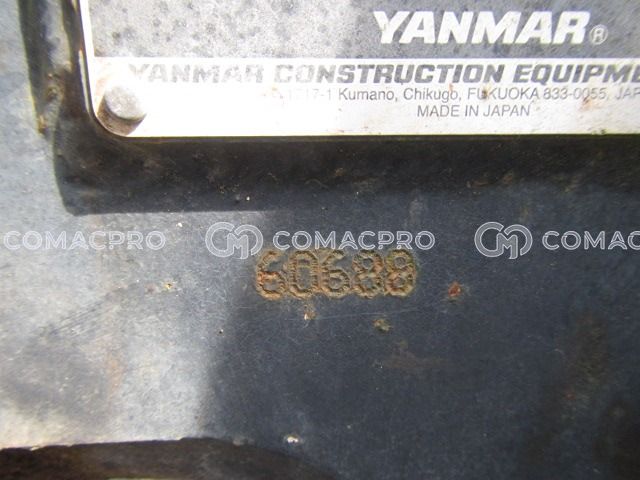 YANMAR®
YANMAR CONSTRUCTION EQUIPME
1717-1 Kumano, Chikugo, FUKUOKA 833-0055, JAP
MADE IN JAPAN
COMACPRO COMACPRO COMAC
60688